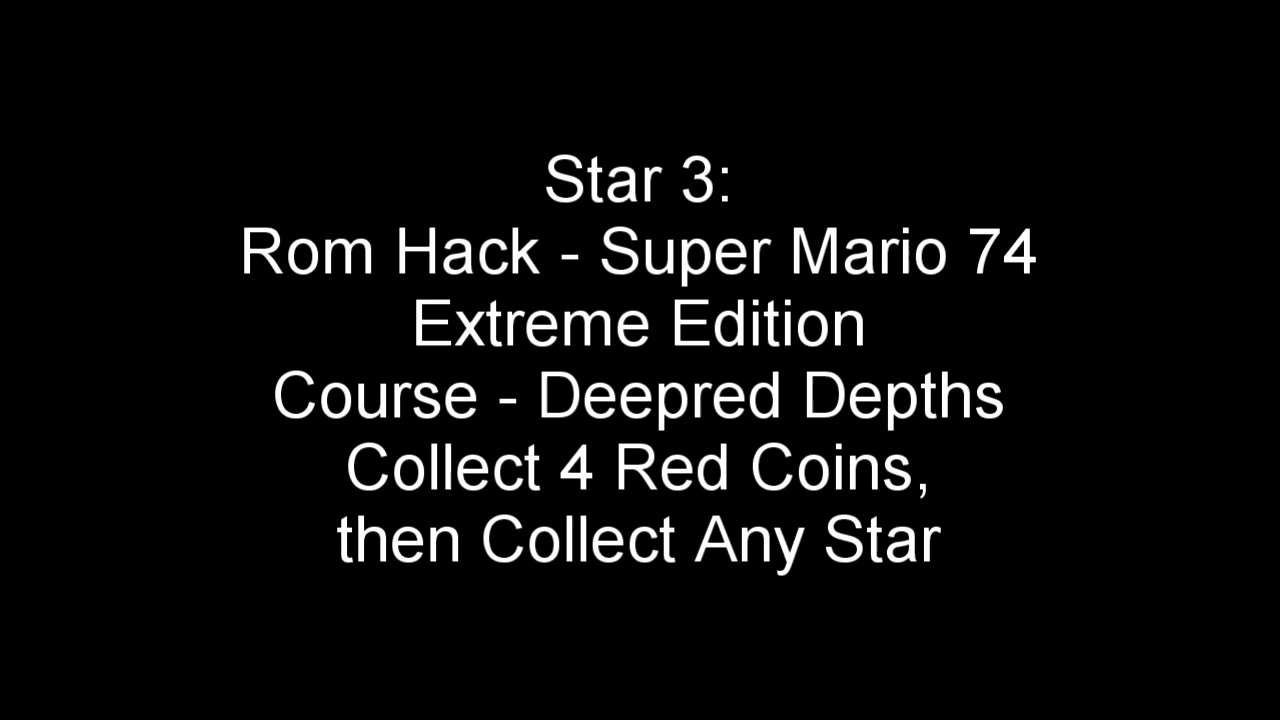 Star 3:
Rom Hack - Super Mario 74
Extreme Edition
Course - Deepred Depths
Collect 4 Red Coins,
then Collect Any Star